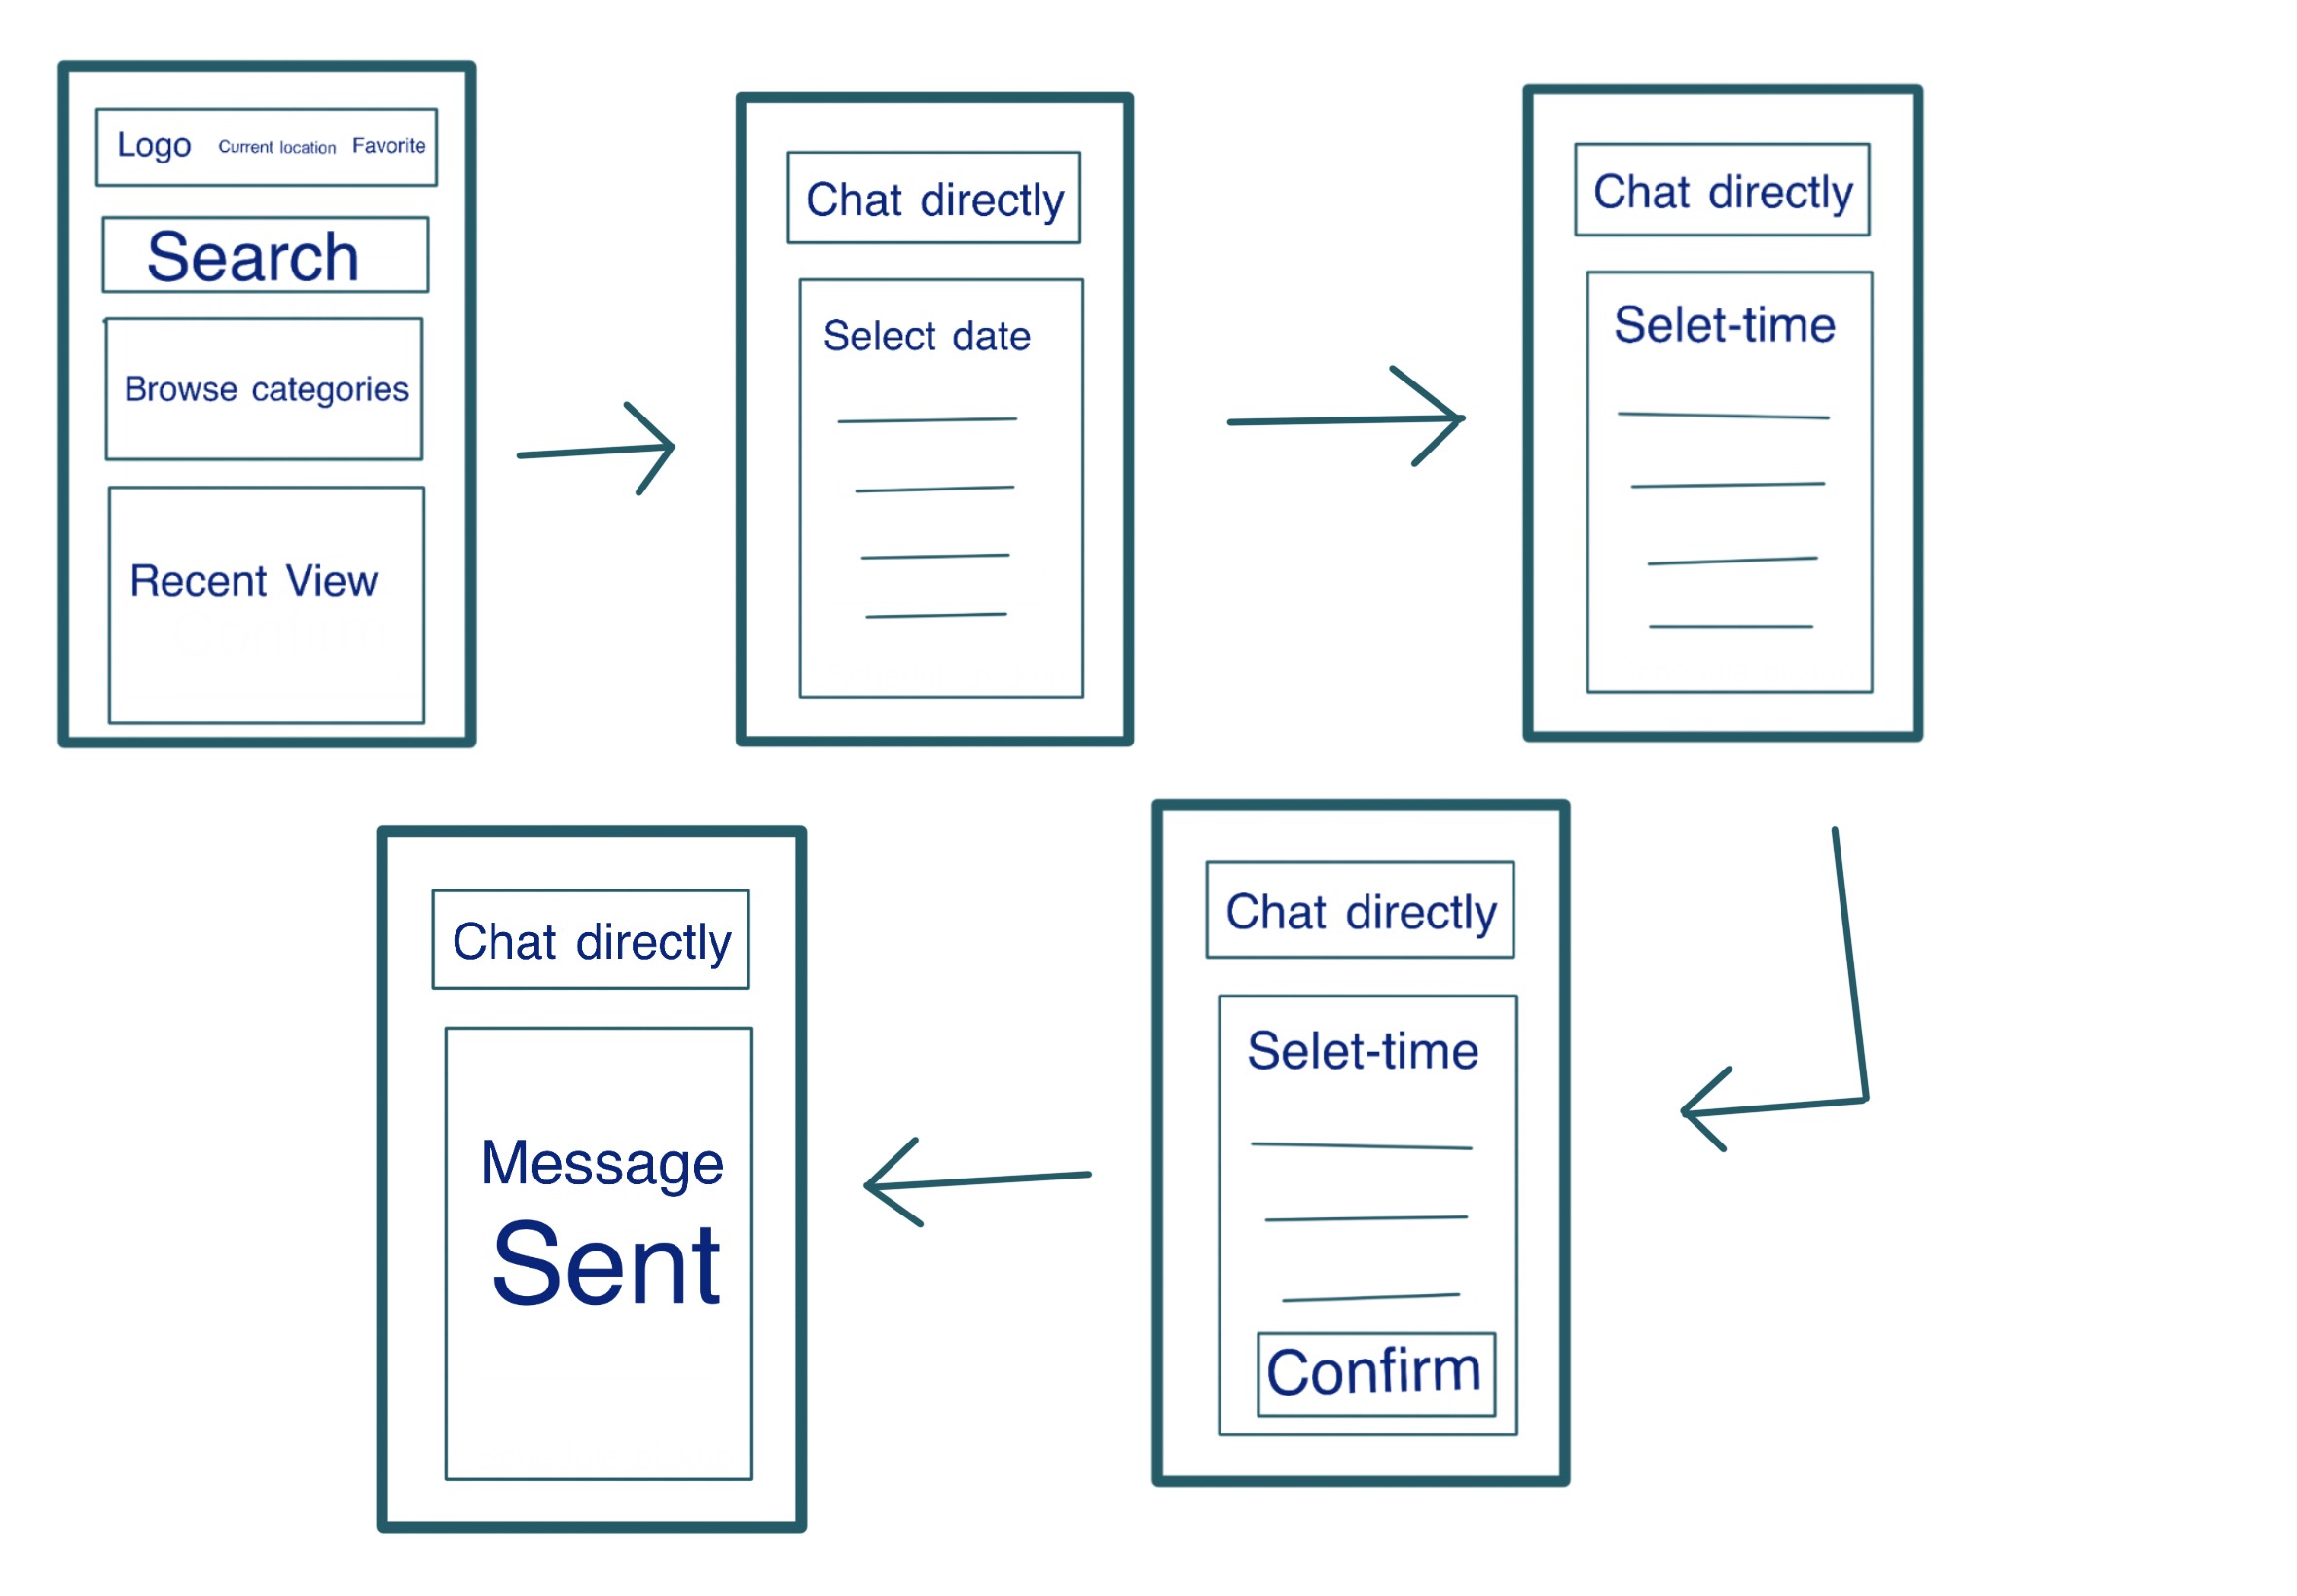 Logo Current location Favorite
Search
Browse categories
Recent View
Chat directly
Select date
Chat directly
Selet-time
Chat directly
Selet-time
Confirm
Chat directly
Message
Sent